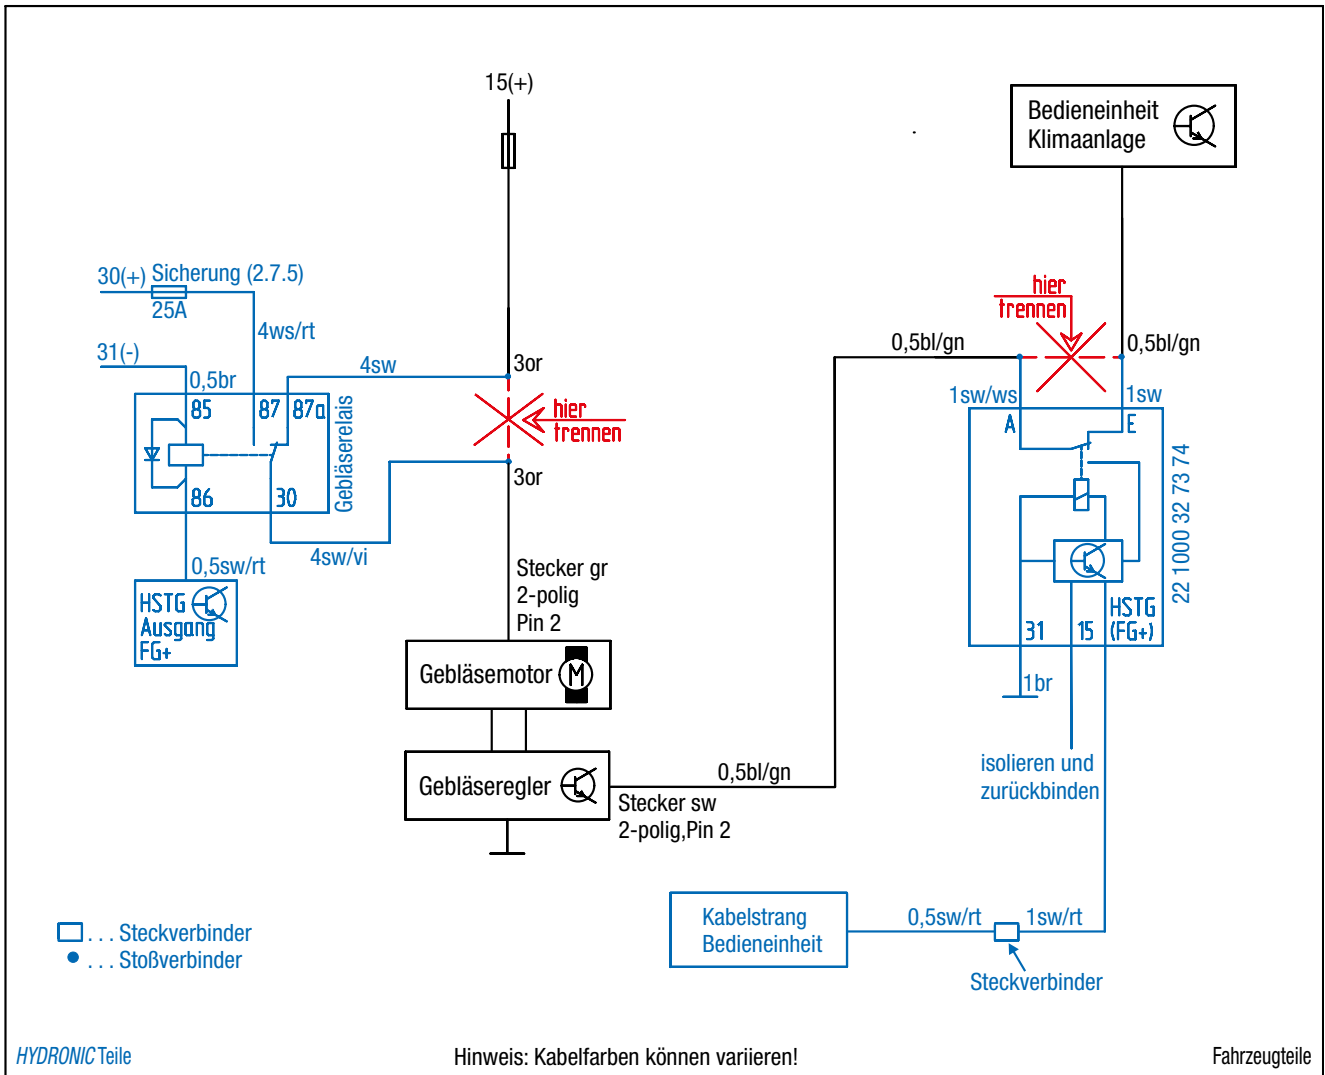 15(+)
Bedieneinheit
Klimaanlage
30(+) Sicherung (2.7.5)
25A
4ws/rt
31(-)
0,5br
4sw
3or
hier
trennen
hier
trennen
0,5bl/gn
0,5bl/gn
85
87
87a
Gebläserelais
86
30
3or
1sw/ws
1sw
A
E
22 1000 32 73 74
0,5sw/rt
4sw/vi
HSTG
Ausgang
FG+
Stecker gr
2-polig
Pin 2
31
15
HSTG
(FG+)
Gebläsemotor
M
1br
Gebläseregler
0,5bl/gn
Stecker sw
2-polig,Pin 2
isolieren und
zurückbinden
Kabelstrang
Bedieneinheit
0,5sw/rt
1sw/rt
Steckverbinder
. . . Steckverbinder
. . . Stoßverbinder
HYDRONIC Teile
Hinweis: Kabelfarben können variieren!
Fahrzeugteile